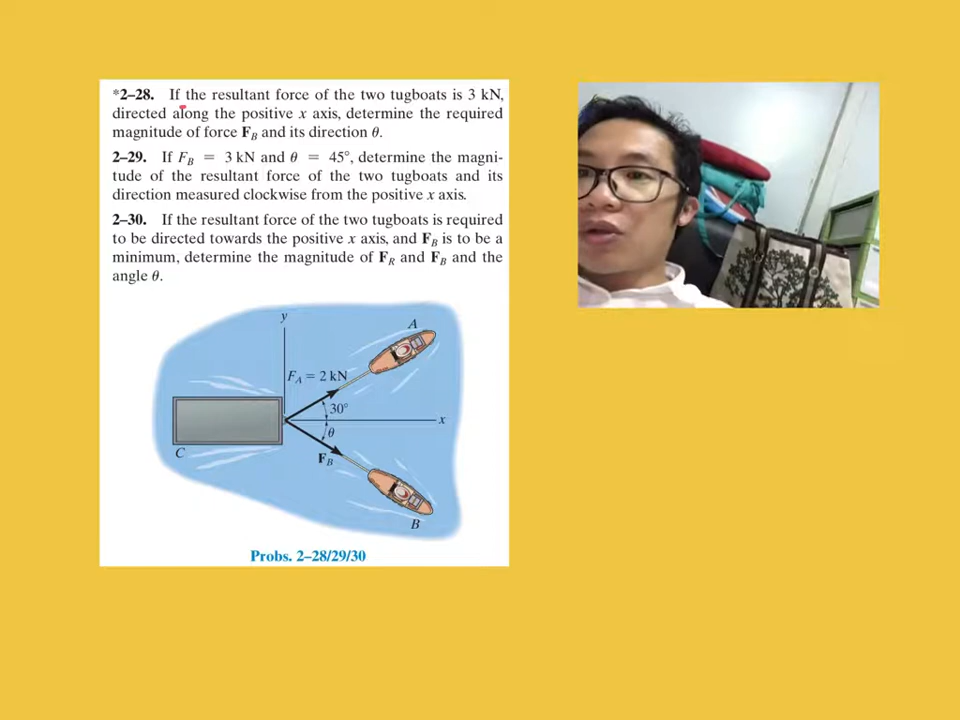 *2–28. If the resultant force of the two tugboats is 3 kN,
directed along the positive x axis, determine the required
magnitude of force F_B and its direction θ.
2–29. If F_B = 3 kN and θ = 45°, determine the magni-
tude of the resultant force of the two tugboats and its
direction measured clockwise from the positive x axis.
2–30. If the resultant force of the two tugboats is required
to be directed towards the positive x axis, and F_B is to be a
minimum, determine the magnitude of F_R and F_B and the
angle θ.
y
A
F_A = 2 kN
30°
x
θ
C
F_B
B
Probs. 2–28/29/30